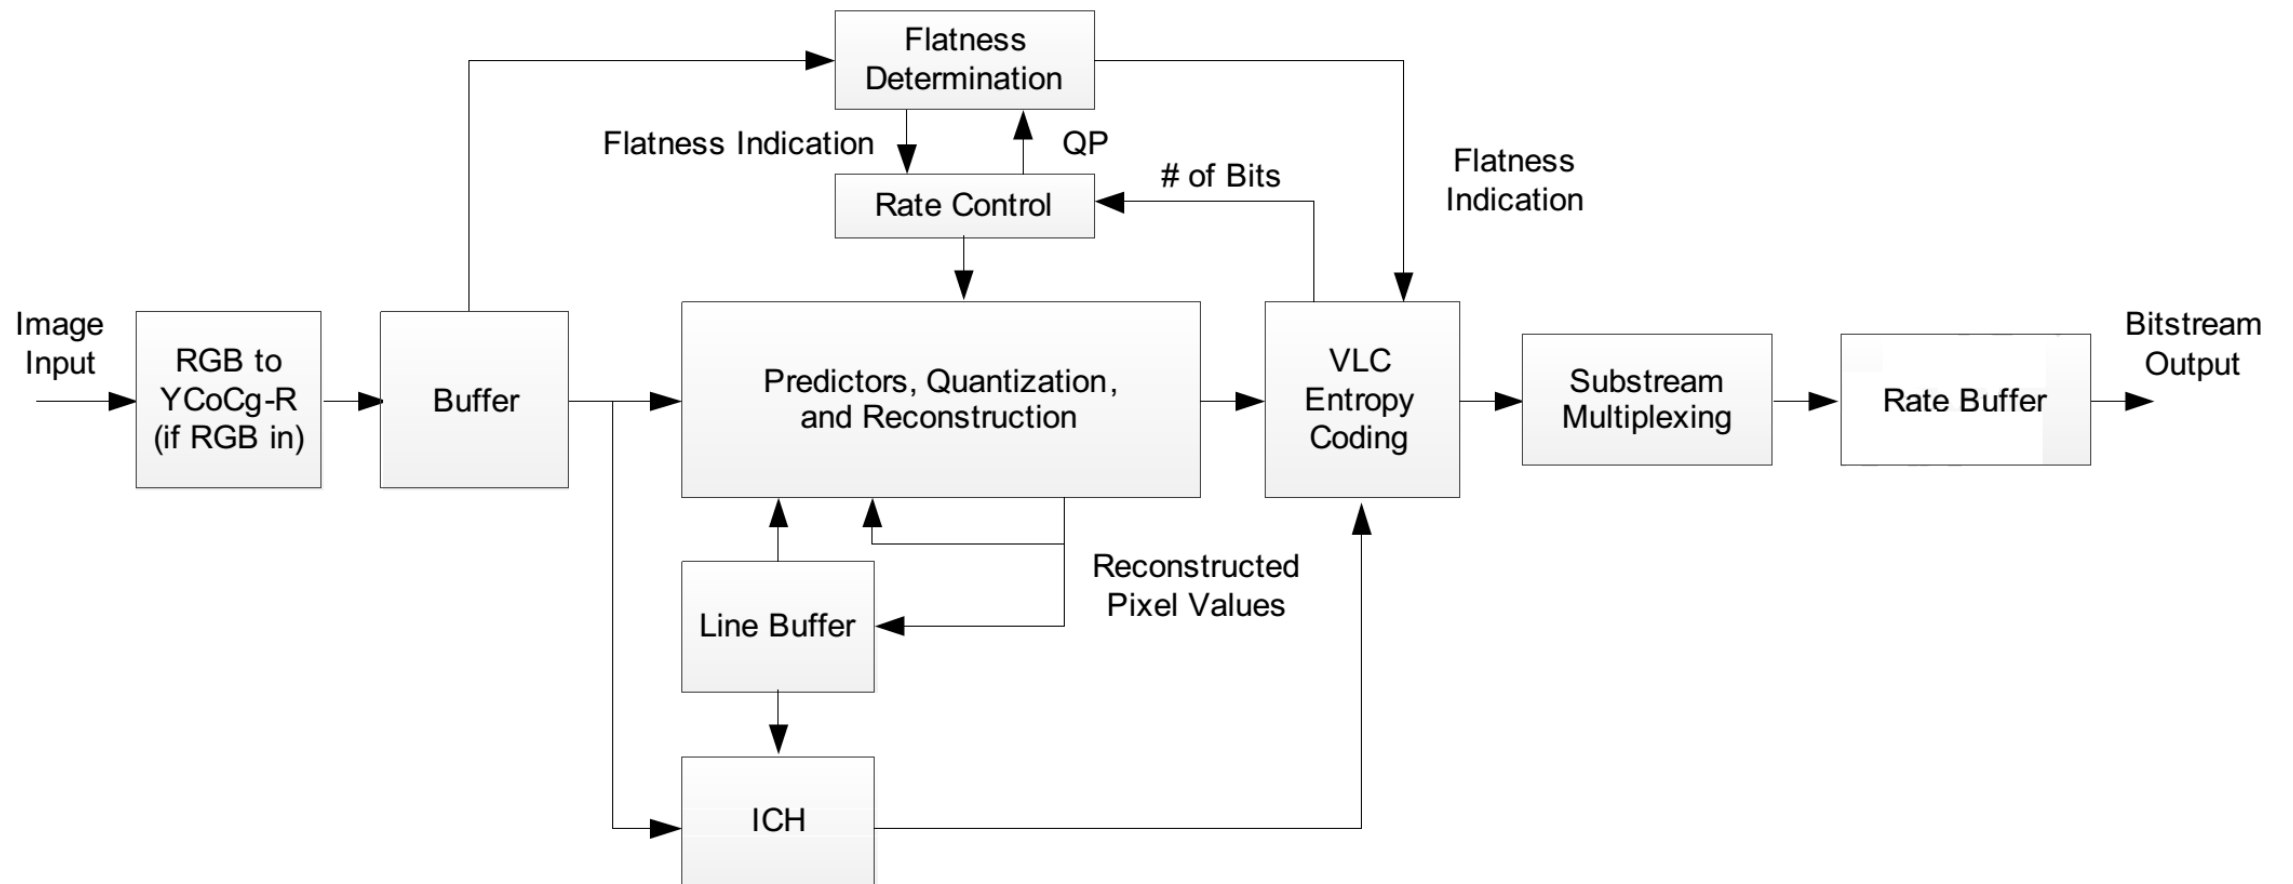 Flatness
Determination
Flatness Indication
QP
# of Bits
Flatness
Indication
Rate Control
Image
Input
RGB to
YCoCg-R
(if RGB in)
Buffer
Predictors, Quantization,
and Reconstruction
VLC
Entropy
Coding
Substream
Multiplexing
Rate Buffer
Bitstream
Output
Reconstructed
Pixel Values
Line Buffer
ICH